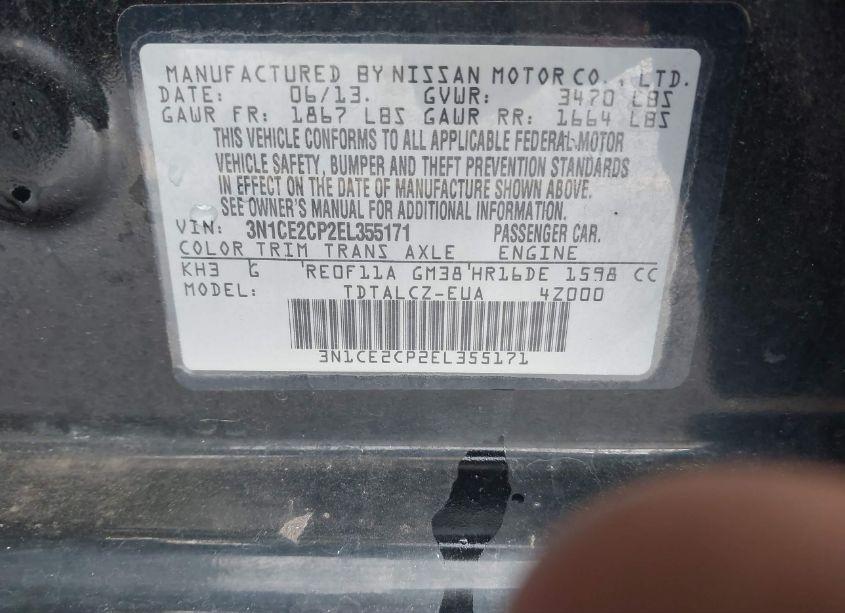 MANUFACTURED BY NISSAN MOTOR CO., LTD.
DATE: 06/13. GVWR: 3470 LBS
GAWR FR: 1867 LBS GAWR RR: 1664 LBS
THIS VEHICLE CONFORMS TO ALL APPLICABLE FEDERAL MOTOR
VEHICLE SAFETY, BUMPER AND THEFT PREVENTION STANDARDS
IN EFFECT ON THE DATE OF MANUFACTURE SHOWN ABOVE.
SEE OWNER'S MANUAL FOR ADDITIONAL INFORMATION.
VIN: 3N1CE2CP2EL355171 PASSENGER CAR.
COLOR TRIM TRANS AXLE ENGINE
KH3 G RE0F11A GM38 HR16DE 1598 CC
MODEL: TDTALCZ-EUA 4Z000
3N1CE2CP2EL355171